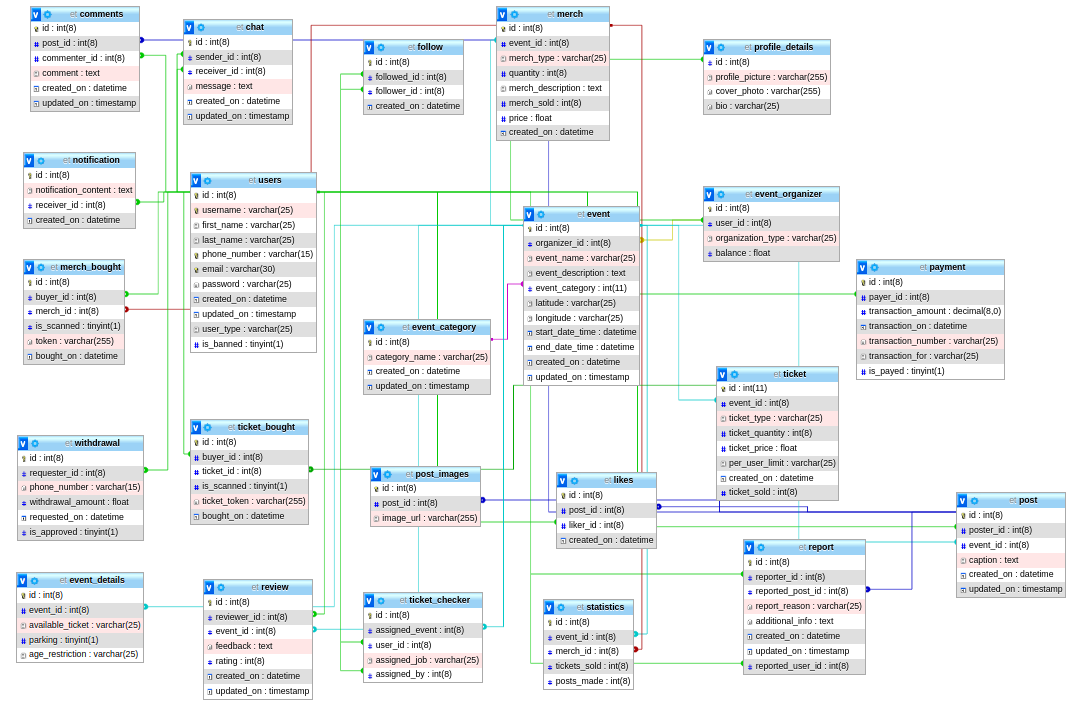 et comments
id : int(8)
post_id : int(8)
commenter_id : int(8)
comment : text
created_on : datetime
updated_on : timestamp
et chat
id : int(8)
sender_id : int(8)
receiver_id : int(8)
message : text
created_on : datetime
updated_on : timestamp
et follow
id : int(8)
followed_id : int(8)
follower_id : int(8)
created_on : datetime
et merch
id : int(8)
event_id : int(8)
merch_type : varchar(25)
quantity : int(8)
merch_description : text
merch_sold : int(8)
price : float
created_on : datetime
et profile_details
id : int(8)
profile_picture : varchar(255)
cover_photo : varchar(255)
bio : varchar(25)
et notification
id : int(8)
notification_content : text
receiver_id : int(8)
created_on : datetime
et users
id : int(8)
username : varchar(25)
first_name : varchar(25)
last_name : varchar(25)
phone_number : varchar(15)
email : varchar(30)
password : varchar(25)
created_on : datetime
updated_on : timestamp
user_type : varchar(25)
is_banned : tinyint(1)
et event
id : int(8)
organizer_id : int(8)
event_name : varchar(25)
event_description : text
event_category : int(11)
latitude : varchar(25)
longitude : varchar(25)
start_date_time : datetime
end_date_time : datetime
created_on : datetime
updated_on : timestamp
et event_organizer
id : int(8)
user_id : int(8)
organization_type : varchar(25)
balance : float
et merch_bought
id : int(8)
buyer_id : int(8)
merch_id : int(8)
is_scanned : tinyint(1)
token : varchar(255)
bought_on : datetime
et payment
id : int(8)
payer_id : int(8)
transaction_amount : decimal(8,0)
transaction_on : datetime
transaction_number : varchar(25)
transaction_for : varchar(25)
is_payed : tinyint(1)
et event_category
id : int(8)
category_name : varchar(25)
created_on : datetime
updated_on : timestamp
et ticket
id : int(11)
event_id : int(8)
ticket_type : varchar(25)
ticket_quantity : int(8)
ticket_price : float
per_user_limit : varchar(25)
created_on : datetime
ticket_sold : int(8)
et withdrawal
id : int(8)
requester_id : int(8)
phone_number : varchar(15)
withdrawal_amount : float
requested_on : datetime
is_approved : tinyint(1)
et ticket_bought
id : int(8)
buyer_id : int(8)
ticket_id : int(8)
is_scanned : tinyint(1)
ticket_token : varchar(255)
bought_on : datetime
et post_images
id : int(8)
post_id : int(8)
image_url : varchar(255)
et likes
id : int(8)
post_id : int(8)
liker_id : int(8)
created_on : datetime
et post
id : int(8)
poster_id : int(8)
event_id : int(8)
caption : text
created_on : datetime
updated_on : timestamp
et report
id : int(8)
reporter_id : int(8)
reported_post_id : int(8)
report_reason : varchar(25)
additional_info : text
created_on : datetime
updated_on : timestamp
reported_user_id : int(8)
et event_details
id : int(8)
event_id : int(8)
available_ticket : varchar(25)
parking : tinyint(1)
age_restriction : varchar(25)
et review
id : int(8)
reviewer_id : int(8)
event_id : int(8)
feedback : text
rating : int(8)
created_on : datetime
updated_on : timestamp
et ticket_checker
id : int(8)
assigned_event : int(8)
user_id : int(8)
assigned_job : varchar(25)
assigned_by : int(8)
et statistics
id : int(8)
event_id : int(8)
merch_id : int(8)
tickets_sold : int(8)
posts_made : int(8)